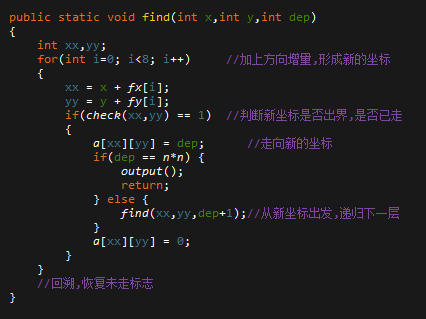 public static void find(int x,int y,int dep)
{
    int xx,yy;
    for(int i=0; i<8; i++)     //加上方向增量,形成新的坐标
    {
        xx = x + fx[i];
        yy = y + fy[i];
        if(check(xx,yy) == 1)  //判断新坐标是否出界,是否已走
        {
            a[xx][yy] = dep;      //走向新的坐标
            if(dep == n*n) {
                output();
                return;
            } else {
                find(xx,yy,dep+1);//从新坐标出发,递归下一层
            }
            a[xx][yy] = 0;
        }
    }
    //回溯,恢复未走标志
}